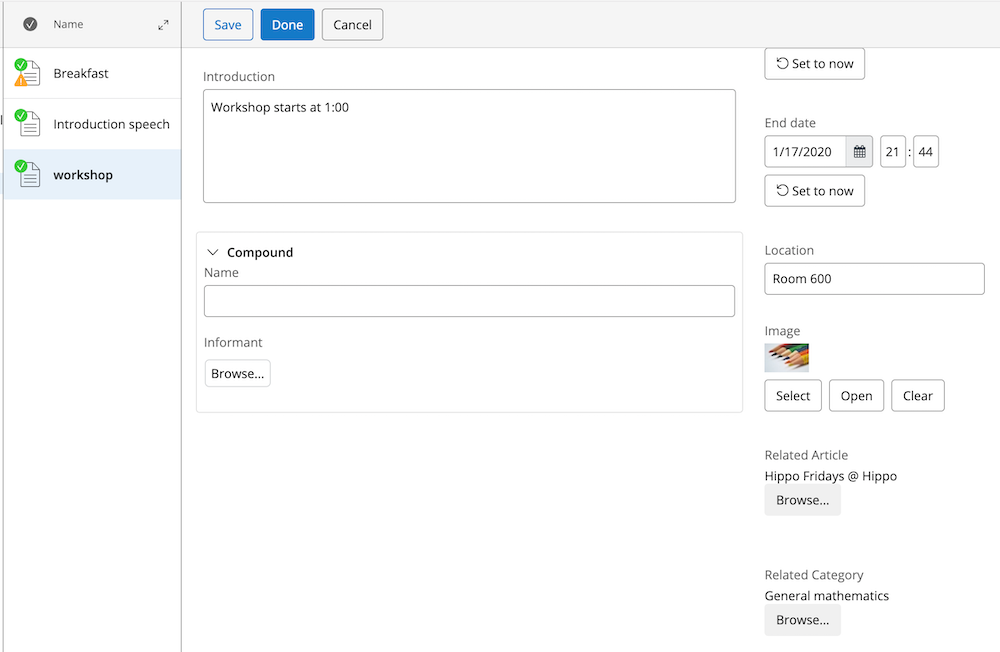 Name
Breakfast
Introduction speech
workshop
Save
Done
Cancel
Introduction
Workshop starts at 1:00
Compound
Name
Informant
Browse...
Set to now
End date
1/17/2020
21 : 44
Set to now
Location
Room 600
Image
Select
Open
Clear
Related Article
Hippo Fridays @ Hippo
Browse...
Related Category
General mathematics
Browse...